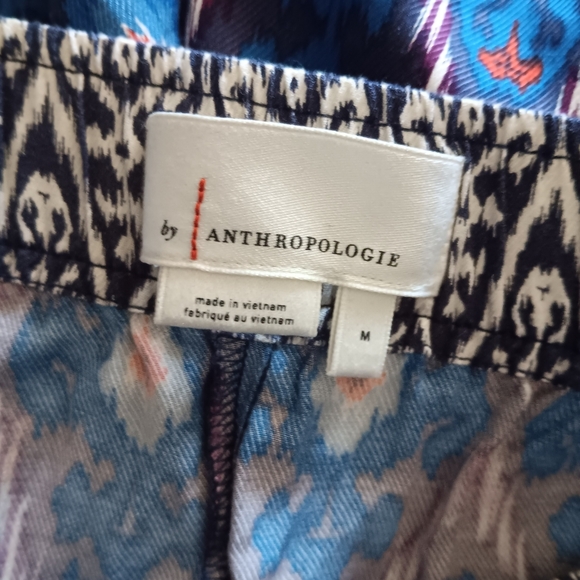 by ANTHROPOLOGIE
made in vietnam
fabriqué au vietnam
M